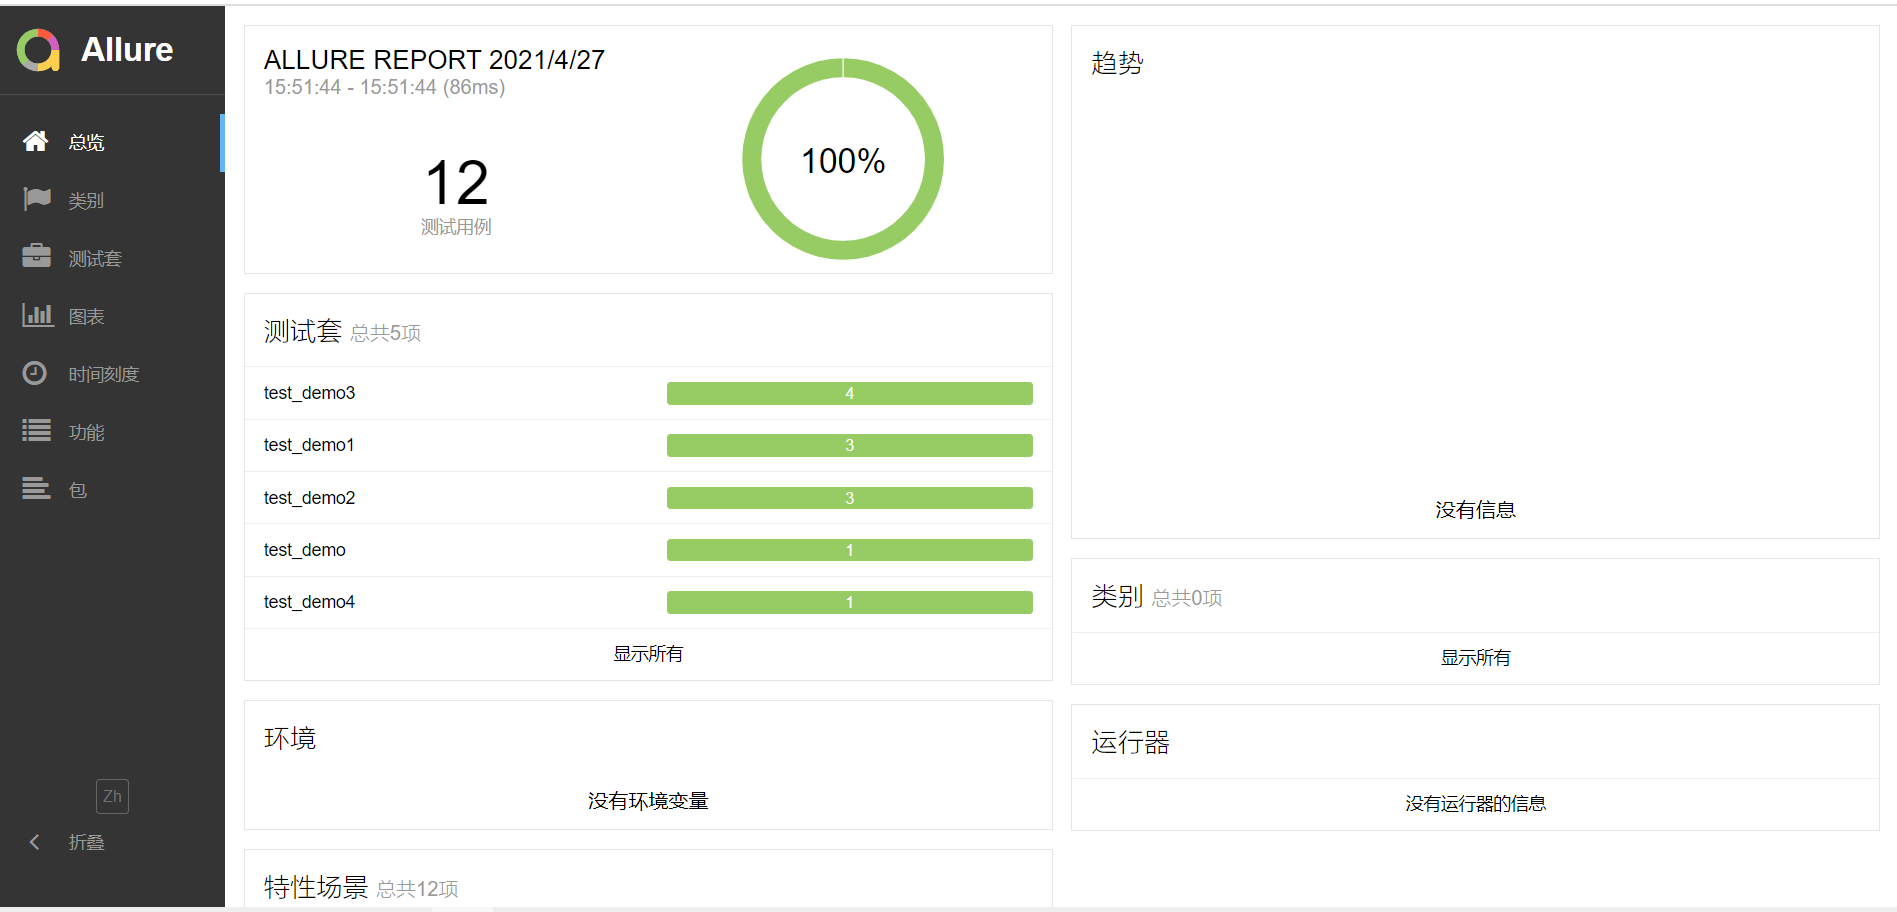 Allure
总览
类别
测试套
图表
时间刻度
功能
包
Zh
折叠
ALLURE REPORT 2021/4/27
15:51:44 - 15:51:44 (86ms)
12
测试用例
100%
测试套 总共5项
test_demo3 4
test_demo1 3
test_demo2 3
test_demo 1
test_demo4 1
显示所有
环境
没有环境变量
特性场景 总共12项
趋势
没有信息
类别 总共0项
显示所有
运行器
没有运行器的信息